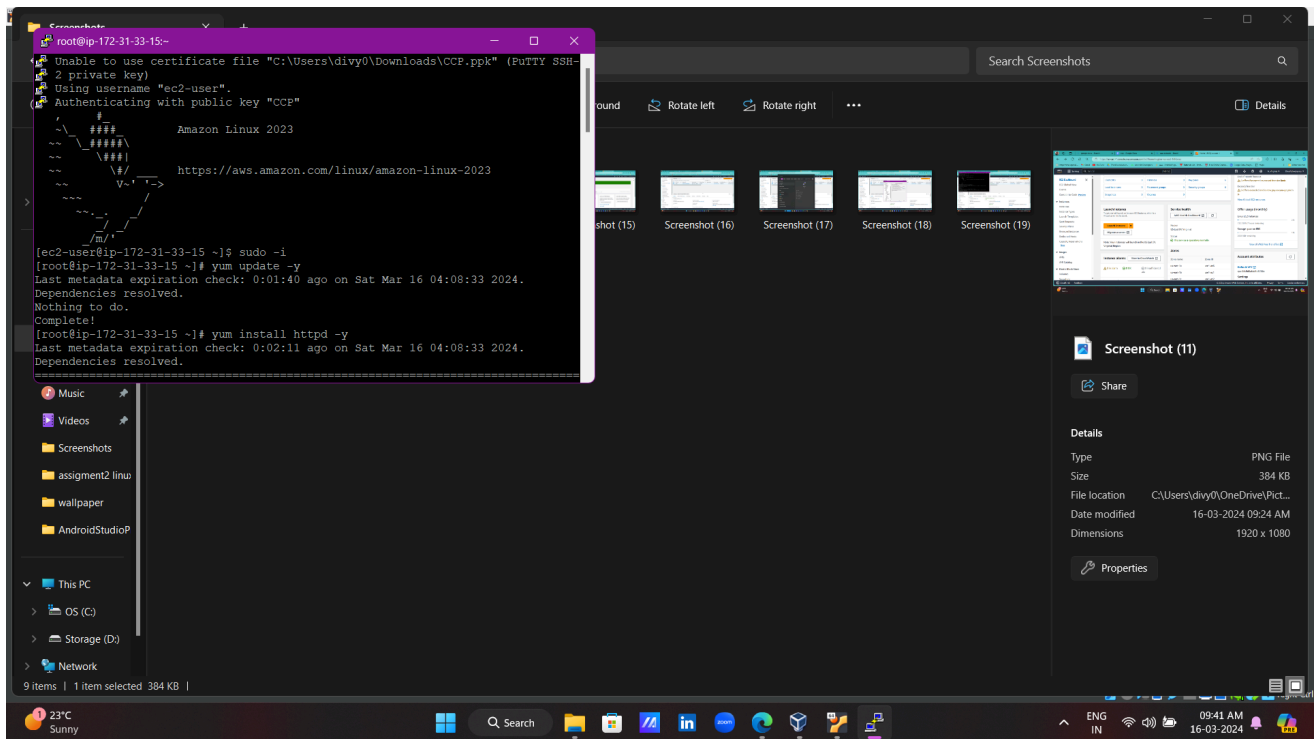 Screenshots
root@ip-172-31-33-15:~
Unable to use certificate file "C:\Users\divy0\Downloads\CCP.ppk" (PuTTY SSH-
2 private key)
Using username "ec2-user".
Authenticating with public key "CCP"
Amazon Linux 2023
https://aws.amazon.com/linux/amazon-linux-2023
[ec2-user@ip-172-31-33-15 ~]$ sudo -i
[root@ip-172-31-33-15 ~]# yum update -y
Last metadata expiration check: 0:01:40 ago on Sat Mar 16 04:08:33 2024.
Dependencies resolved.
Nothing to do.
Complete!
[root@ip-172-31-33-15 ~]# yum install httpd -y
Last metadata expiration check: 0:02:11 ago on Sat Mar 16 04:08:33 2024.
Dependencies resolved.
Search Screenshots
ound
Rotate left
Rotate right
Details
shot (15)
Screenshot (16)
Screenshot (17)
Screenshot (18)
Screenshot (19)
Music
Videos
Screenshots
assigment2 linux
wallpaper
AndroidStudioP
This PC
OS (C:)
Storage (D:)
Network
Screenshot (11)
Share
Details
Type PNG File
Size 384 KB
File location C:\Users\divy0\OneDrive\Pict...
Date modified 16-03-2024 09:24 AM
Dimensions 1920 x 1080
Properties
9 items | 1 item selected 384 KB |
1
23°C
Sunny
Search
zoom
ENG
IN
09:41 AM
16-03-2024
PRE